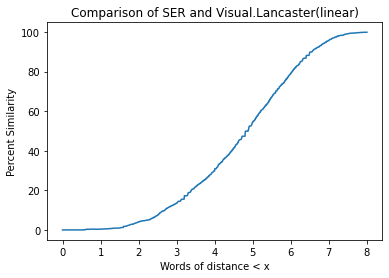 Comparison of SER and Visual.Lancaster(linear)
Percent Similarity
100
80
60
40
20
0
0 1 2 3 4 5 6 7 8
Words of distance < x